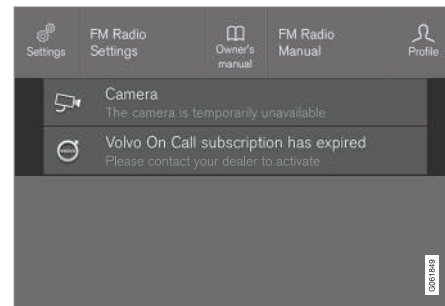 Settings
FM Radio
Settings
Owner's
manual
FM Radio
Manual
Profile
Camera
The camera is temporarily unavailable
Volvo On Call subscription has expired
Please contact your dealer to activate
G061849